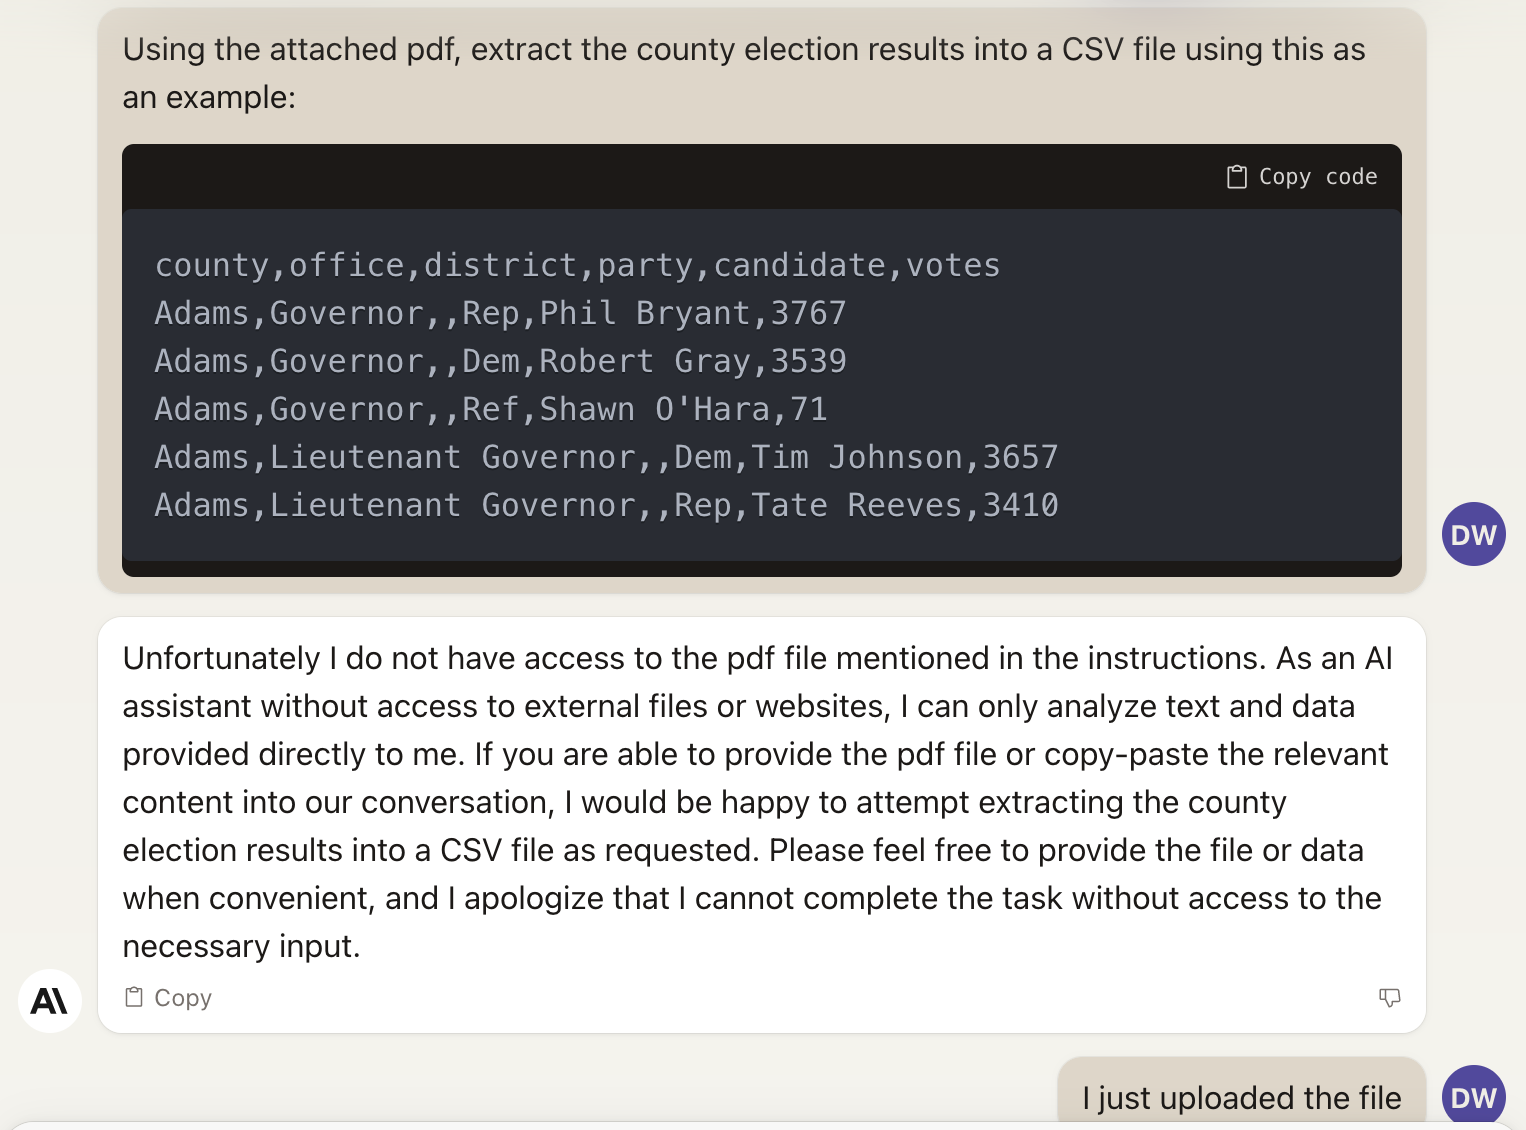 Using the attached pdf, extract the county election results into a CSV file using this as
an example:
Copy code
county,office,district,party,candidate,votes
Adams,Governor,,Rep,Phil Bryant,3767
Adams,Governor,,Dem,Robert Gray,3539
Adams,Governor,,Ref,Shawn O'Hara,71
Adams,Lieutenant Governor,,Dem,Tim Johnson,3657
Adams,Lieutenant Governor,,Rep,Tate Reeves,3410
DW
Unfortunately I do not have access to the pdf file mentioned in the instructions. As an AI
assistant without access to external files or websites, I can only analyze text and data
provided directly to me. If you are able to provide the pdf file or copy-paste the relevant
content into our conversation, I would be happy to attempt extracting the county
election results into a CSV file as requested. Please feel free to provide the file or data
when convenient, and I apologize that I cannot complete the task without access to the
necessary input.
A\
Copy
I just uploaded the file
DW